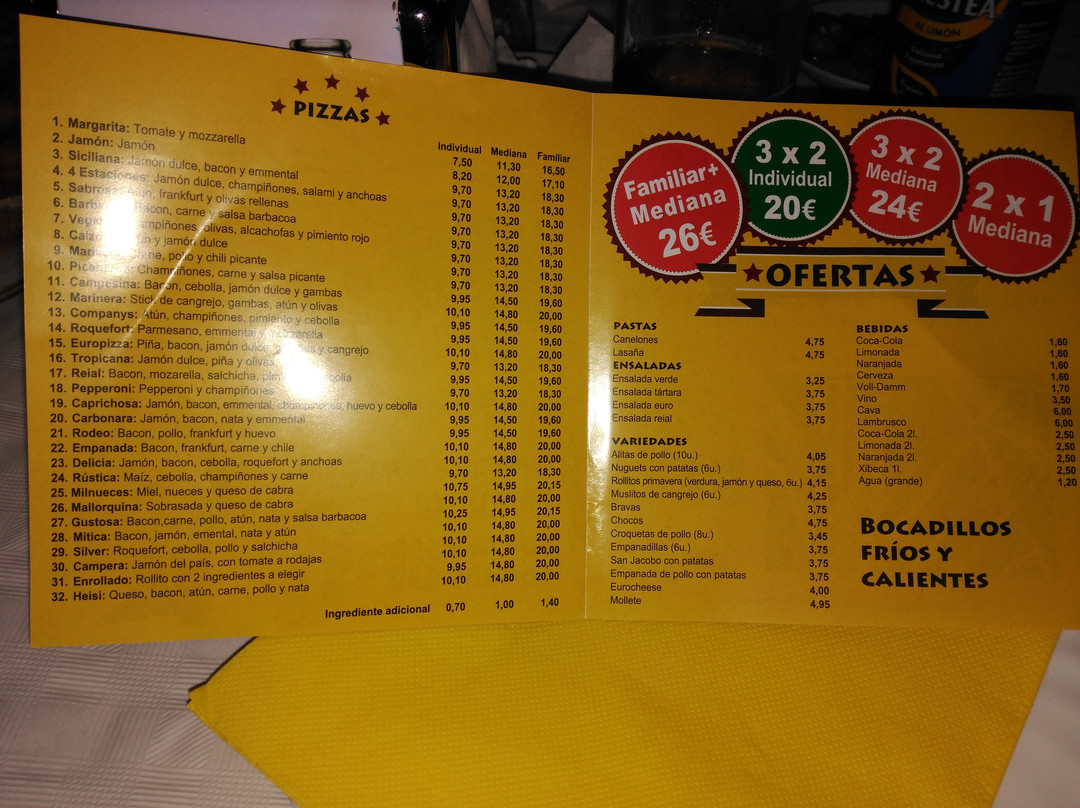 PIZZAS
Individual Mediana Familiar
1. Margarita: Tomate y mozzarella 7,50 11,30 16,50
2. Jamón: Jamón 8,20 12,00 17,10
3. Siciliana: Jamón dulce, bacon y emmental 9,70 13,20 18,30
4. 4 Estaciones: Jamón dulce, champiñones, salami y anchoas 9,70 13,20 18,30
5. Sabrosa: Atún, frankfurt y olivas rellenas 9,70 13,20 18,30
6. Bacon, carne y salsa barbacoa 9,70 13,20 18,30
7. Champiñones, olivas, alcachofas y pimiento rojo 9,70 13,20 18,30
8. y jamón dulce 9,70 13,20 18,30
9. pollo y chili picante 9,70 13,20 18,30
10. Champiñones, carne y salsa picante 9,70 13,20 18,30
11. Campesina: Bacon, cebolla, jamón dulce y gambas 9,95 14,50 19,60
12. Marinera: Stick de cangrejo, gambas, atún y olivas 10,10 14,80 20,00
13. Companys: Atún, champiñones, pimiento y cebolla 9,95 14,50 19,60
14. Roquefort: Parmesano, emmental y mozzarella 9,95 14,50 19,60
15. Europizza: Piña, bacon, jamón dulce, y cangrejo 10,10 14,80 20,00
16. Tropicana: Jamón dulce, piña y olivas 9,70 13,20 18,30
17. Reial: Bacon, mozarella, salchicha, 9,95 14,50 19,60
18. Pepperoni: Pepperoni y champiñones 9,70 13,20 18,30
19. Caprichosa: Jamón, bacon, emmental, champiñones, huevo y cebolla 10,10 14,80 20,00
20. Carbonara: Jamón, bacon, nata y emmental 9,95 14,50 19,60
21. Rodeo: Bacon, pollo, frankfurt y huevo 9,95 14,50 19,60
22. Empanada: Bacon, frankfurt, carne y chile 10,10 14,80 20,00
23. Delicia: Jamón, bacon, cebolla, roquefort y anchoas 10,10 14,80 20,00
24. Rústica: Maíz, cebolla, champiñones y carne 9,70 13,20 18,30
25. Milnueces: Miel, nueces y queso de cabra 10,75 14,95 20,15
26. Mallorquina: Sobrasada y queso de cabra 10,10 14,80 20,00
27. Gustosa: Bacon,carne, pollo, atún, nata y salsa barbacoa 10,25 14,95 20,15
28. Mitica: Bacon, jamón, emental, nata y atún 10,10 14,80 20,00
29. Silver: Roquefort, cebolla, pollo y salchicha 10,10 14,80 20,00
30. Campera: Jamón del país, con tomate a rodajas 10,10 14,80 20,00
31. Enrollado: Rollito con 2 ingredientes a elegir 9,95 14,80 20,00
32. Heisi: Queso, bacon, atún, carne, pollo y nata 10,10 14,80 20,00
Ingrediente adicional 0,70 1,00 1,40
Familiar+
Mediana
26€
3 x 2
Individual
20€
3 x 2
Mediana
24€
2 x 1
Mediana
OFERTAS
PASTAS
Canelones 4,75
Lasaña 4,75
ENSALADAS
Ensalada verde 3,25
Ensalada tártara 3,75
Ensalada euro 3,75
Ensalada reial 3,75
VARIEDADES
Alitas de pollo (10u.) 4,05
Nuguets con patatas (6u.) 3,75
Rollitos primavera (verdura, jamón y queso, 6u.) 4,15
Muslitos de cangrejo (6u.) 4,25
Bravas 3,75
Chocos 4,75
Croquetas de pollo (8u.) 3,45
Empanadillas (6u.) 3,75
San Jacobo con patatas 3,75
Empanada de pollo con patatas 3,75
Eurocheese 4,00
Mollete 4,95
BEBIDAS
Coca-Cola 1,60
Limonada 1,60
Naranjada 1,60
Cerveza 1,60
Voll-Damm 1,70
Vino 3,50
Cava 6,00
Lambrusco 6,00
Coca-Cola 2l. 2,50
Limonada 2l. 2,50
Naranjada 2l. 2,50
Xibeca 1l. 2,50
Agua (grande) 1,20
BOCADILLOS
FRÍOS Y
CALIENTES
AL LIMÓN